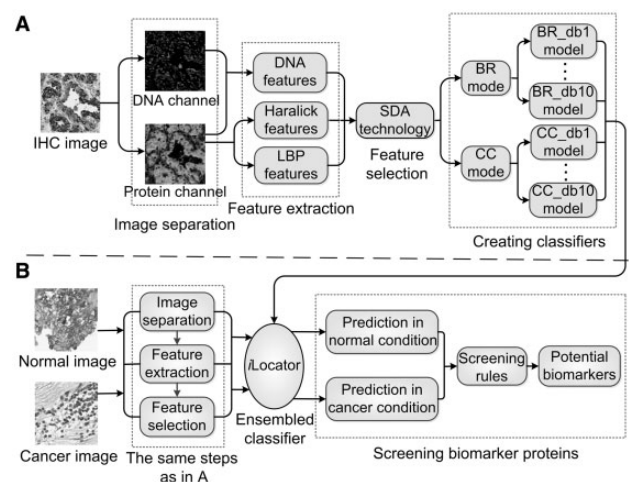 A
IHC image
DNA channel
Protein channel
Image separation
DNA
features
Haralick
features
LBP
features
Feature extraction
SDA
technology
Feature
selection
BR
mode
CC
mode
BR_db1
model
BR_db10
model
CC_db1
model
CC_db10
model
Creating classifiers
B
Normal image
Cancer image
Image
separation
Feature
extraction
Feature
selection
The same steps
as in A
iLocator
Ensembled
classifier
Prediction in
normal condition
Prediction in
cancer condition
Screening
rules
Potential
biomarkers
Screening biomarker proteins